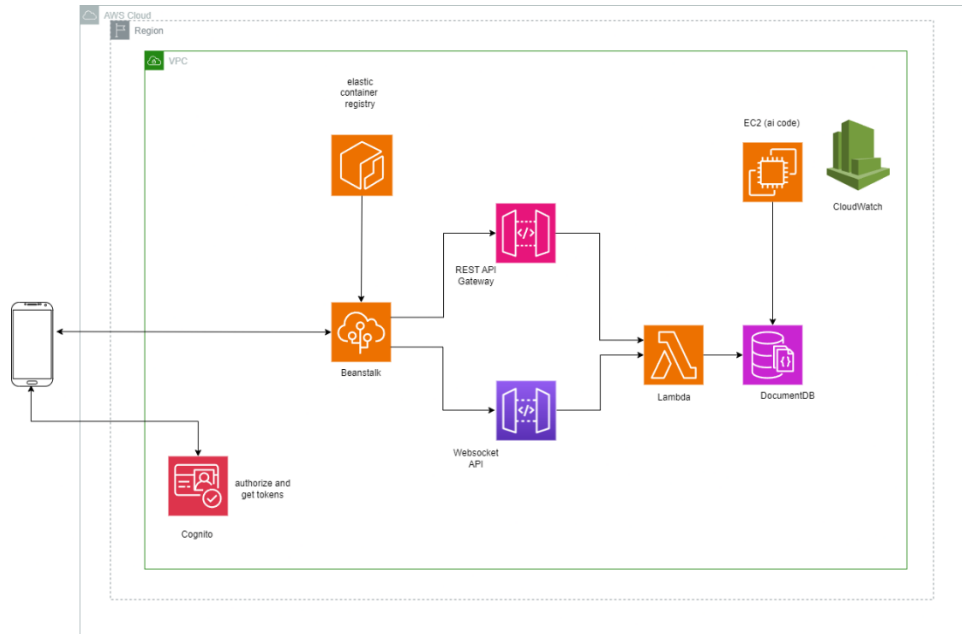 AWS Cloud
Region
VPC
elastic
container
registry
EC2 (ai code)
CloudWatch
REST API
Gateway
Beanstalk
Lambda
DocumentDB
Websocket
API
authorize and
get tokens
Cognito